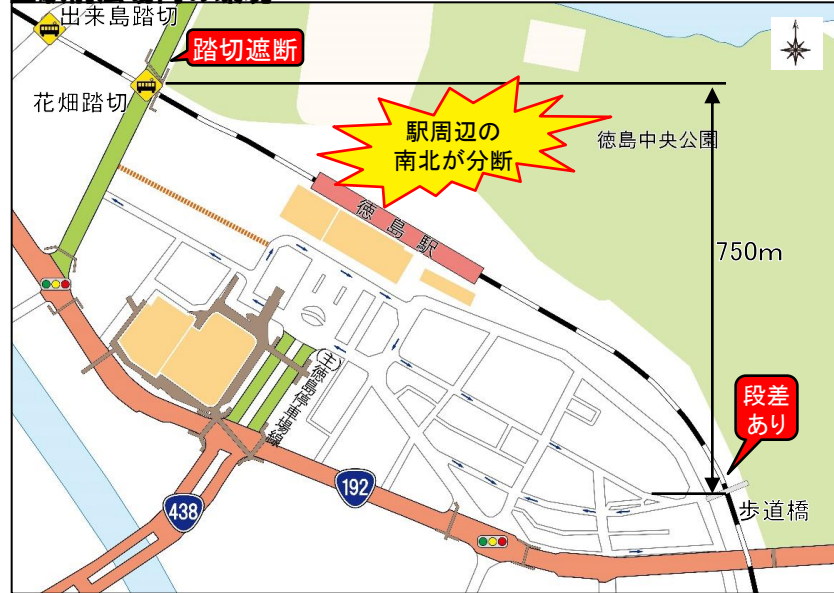 出来島踏切
踏切遮断
花畑踏切
駅周辺の
南北が分断
徳島中央公園
徳島駅
750m
(主)徳島停車場線
段差
あり
192
438
歩道橋